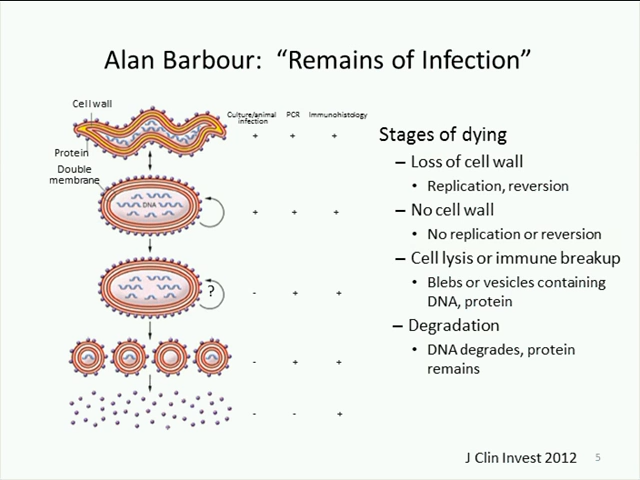 Alan Barbour: “Remains of Infection”
Cell wall
Protein
Double
membrane
DNA
?
Culture/animal
infection
PCR
Immunohistology
+ + +
+ + +
- + +
- + +
- - +
Stages of dying
– Loss of cell wall
• Replication, reversion
– No cell wall
• No replication or reversion
– Cell lysis or immune breakup
• Blebs or vesicles containing
DNA, protein
– Degradation
• DNA degrades, protein
remains
J Clin Invest 2012
5